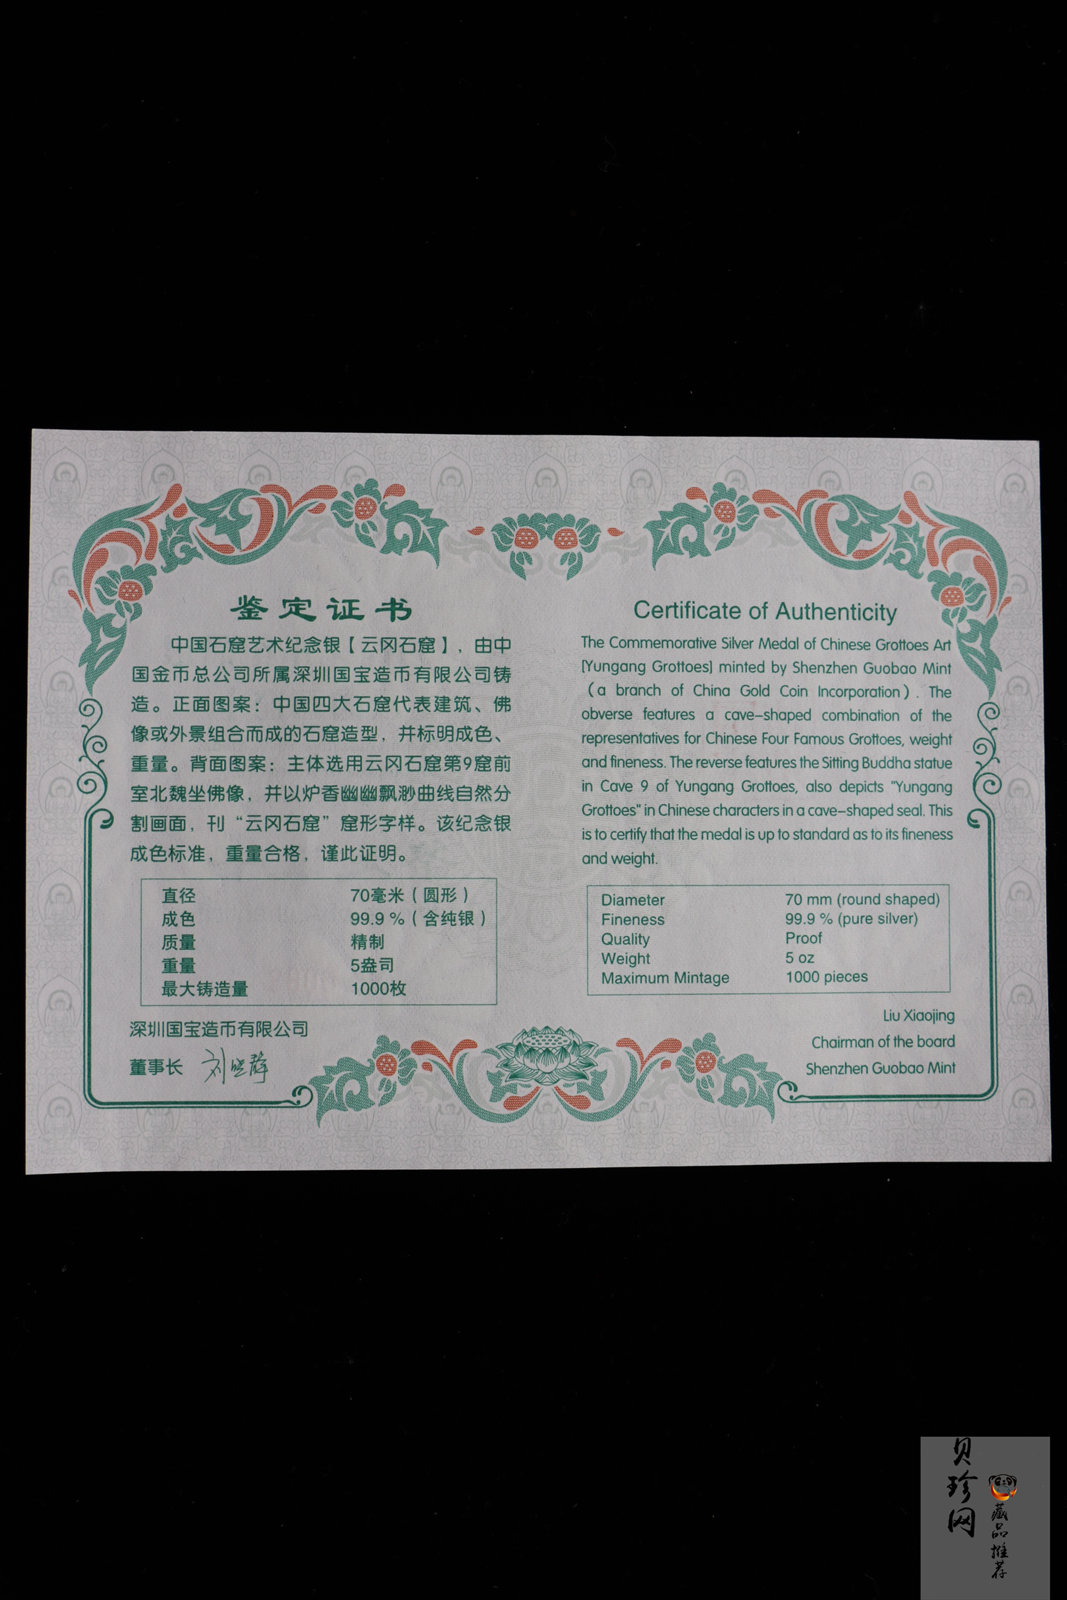 鉴定证书
中国石窟艺术纪念银【云冈石窟】，由中
国金币总公司所属深圳国宝造币有限公司铸
造。正面图案：中国四大石窟代表建筑、佛
像或外景组合而成的石窟造型，并标明成色、
重量。背面图案：主体选用云冈石窟第9窟前
室北魏坐佛像，并以炉香幽幽飘渺曲线自然分
割画面，刊“云冈石窟”窟形字样。该纪念银
成色标准，重量合格，谨此证明。
直径 70毫米（圆形）
成色 99.9％（含纯银）
质量 精制
重量 5盎司
最大铸造量 1000枚
深圳国宝造币有限公司
董事长 刘晓静
Certificate of Authenticity
The Commemorative Silver Medal of Chinese Grottoes Art
[Yungang Grottoes] minted by Shenzhen Guobao Mint
(a branch of China Gold Coin Incorporation). The
obverse features a cave-shaped combination of the
representatives for Chinese Four Famous Grottoes, weight
and fineness. The reverse features the Sitting Buddha statue
in Cave 9 of Yungang Grottoes, also depicts "Yungang
Grottoes" in Chinese characters in a cave-shaped seal. This
is to certify that the medal is up to standard as to its fineness
and weight.
Diameter 70 mm (round shaped)
Fineness 99.9 % (pure silver)
Quality Proof
Weight 5 oz
Maximum Mintage 1000 pieces
Liu Xiaojing
Chairman of the board
Shenzhen Guobao Mint
贝珍网
藏品推荐